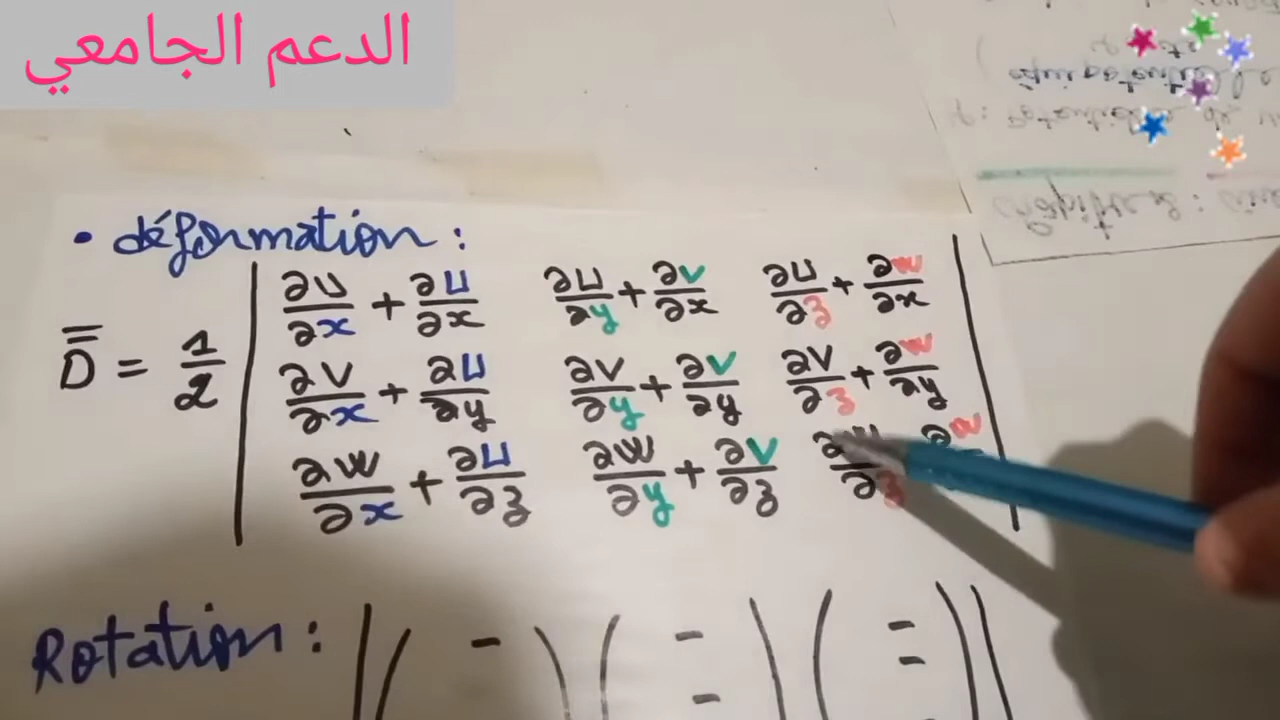 الدعم الجامعي
• déformation :
D̿ = 1/2 | ∂U/∂x + ∂U/∂x   ∂U/∂y + ∂V/∂x   ∂U/∂z + ∂W/∂x |
∂V/∂x + ∂U/∂y   ∂V/∂y + ∂V/∂y   ∂V/∂z + ∂W/∂y
∂W/∂x + ∂U/∂z   ∂W/∂y + ∂V/∂z   ∂W/∂z   ∂W
Rotation : | ( - ) ( - - ) ( = ) |